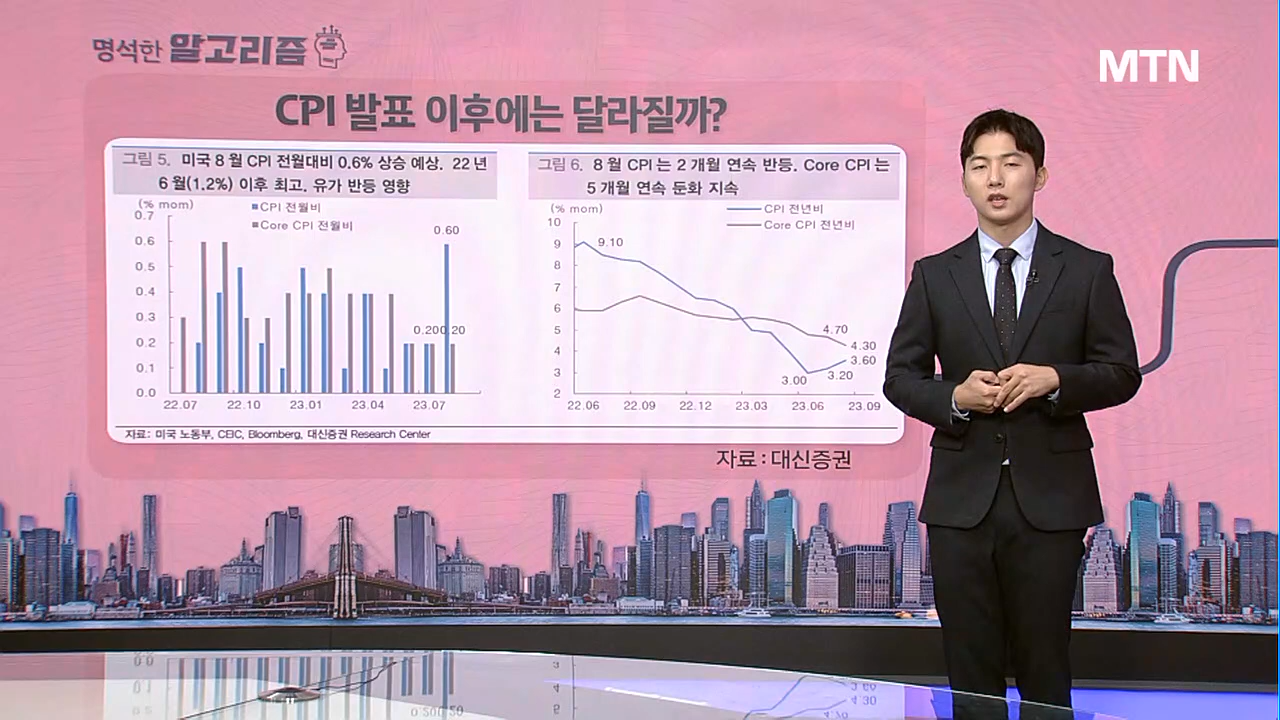 명석한 알고리즘
MTN
CPI 발표 이후에는 달라질까?
그림 5. 미국 8월 CPI 전월대비 0.6% 상승 예상. 22년
6월(1.2%) 이후 최고. 유가 반등 영향
(% mom)
CPI 전월비
Core CPI 전월비
0.7
0.6
0.5
0.4
0.3
0.2
0.1
0.0
0.60
0.200.20
22.07 22.10 23.01 23.04 23.07
그림 6. 8월 CPI는 2개월 연속 반등. Core CPI는
5개월 연속 둔화 지속
(% mom)
CPI 전년비
Core CPI 전년비
10
9
8
7
6
5
4
3
2
9.10
4.70
4.30
3.60
3.20
3.00
22.06 22.09 22.12 23.03 23.06 23.09
자료: 미국 노동부, CEIC, Bloomberg, 대신증권 Research Center
자료 : 대신증권